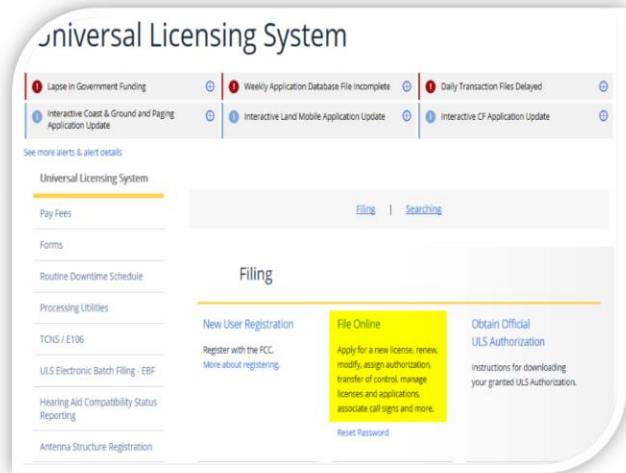 Universal Licensing System
Lapse in Government Funding
Weekly Application Database File Incomplete
Daily Transaction Files Delayed
Interactive Coast & Ground and Paging
Application Update
Interactive Land Mobile Application Update
Interactive CF Application Update
See more alerts & alert details
Universal Licensing System
Pay Fees
Forms
Routine Downtime Schedule
Processing Utilities
TCNS / E106
ULS Electronic Batch Filing - EBF
Hearing Aid Compatibility Status
Reporting
Antenna Structure Registration
Filing | Searching
Filing
New User Registration
Register with the FCC.
More about registering.
File Online
Apply for a new license, renew,
modify, assign authorization,
transfer of control, manage
licenses and applications,
associate call signs and more.
Reset Password
Obtain Official
ULS Authorization
Instructions for downloading
your granted ULS Authorization.